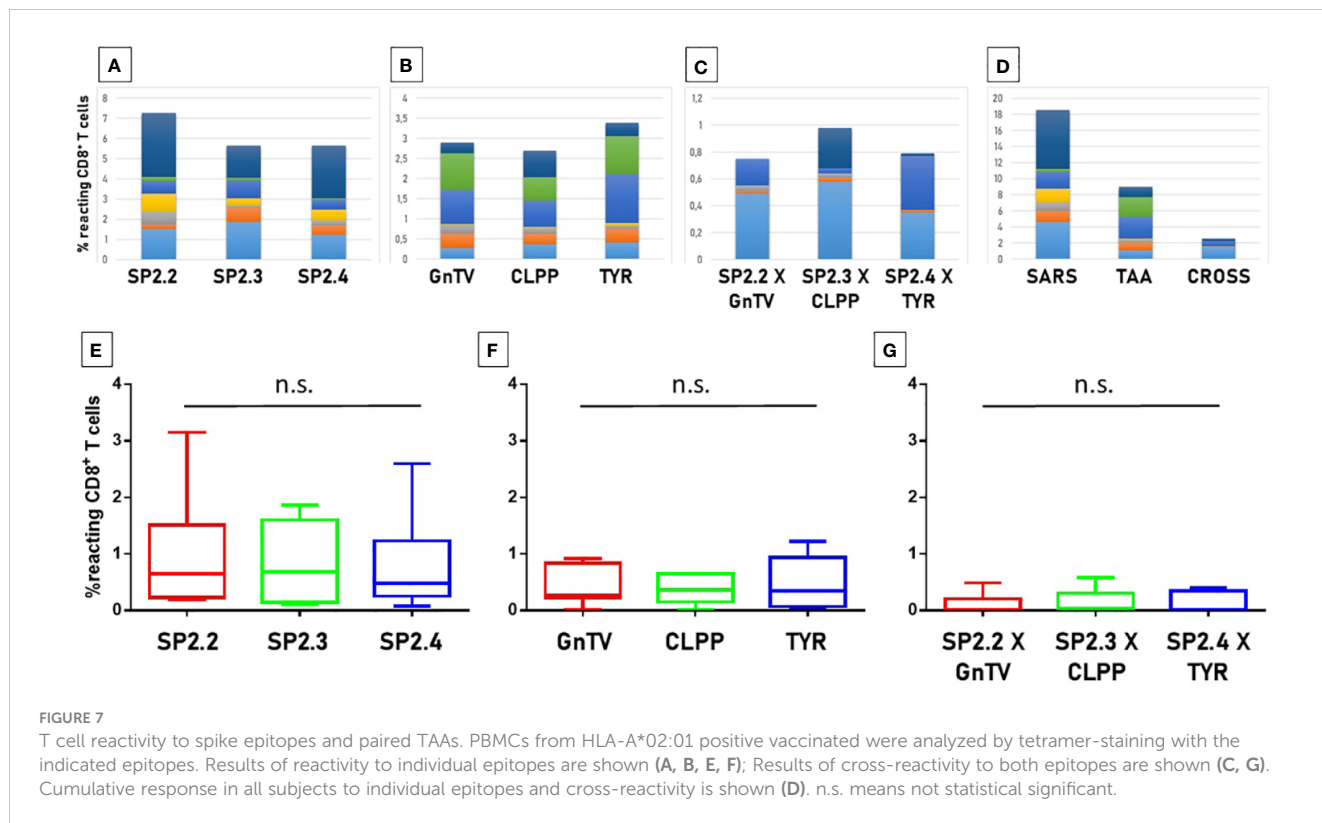 A
B
C
D
% reacting CD8⁺ T cells
8
7
6
5
4
3
2
1
0
SP2.2 SP2.3 SP2.4
4
3,5
3
2,5
2
1,5
1
0,5
0
GnTV CLPP TYR
1,2
1
0,8
0,6
0,4
0,2
0
SP2.2 X SP2.3 X SP2.4 X
GnTV CLPP TYR
20
18
16
14
12
10
8
6
4
2
0
SARS TAA CROSS
E
F
G
%reacting CD8⁺ T cells
n.s.
4
3
2
1
0
SP2.2 SP2.3 SP2.4
n.s.
4
3
2
1
0
GnTV CLPP TYR
n.s.
4
3
2
1
0
SP2.2 X SP2.3 X SP2.4 X
GnTV CLPP TYR
FIGURE 7
T cell reactivity to spike epitopes and paired TAAs. PBMCs from HLA-A*02:01 positive vaccinated were analyzed by tetramer-staining with the
indicated epitopes. Results of reactivity to individual epitopes are shown (A, B, E, F); Results of cross-reactivity to both epitopes are shown (C, G).
Cumulative response in all subjects to individual epitopes and cross-reactivity is shown (D). n.s. means not statistical significant.